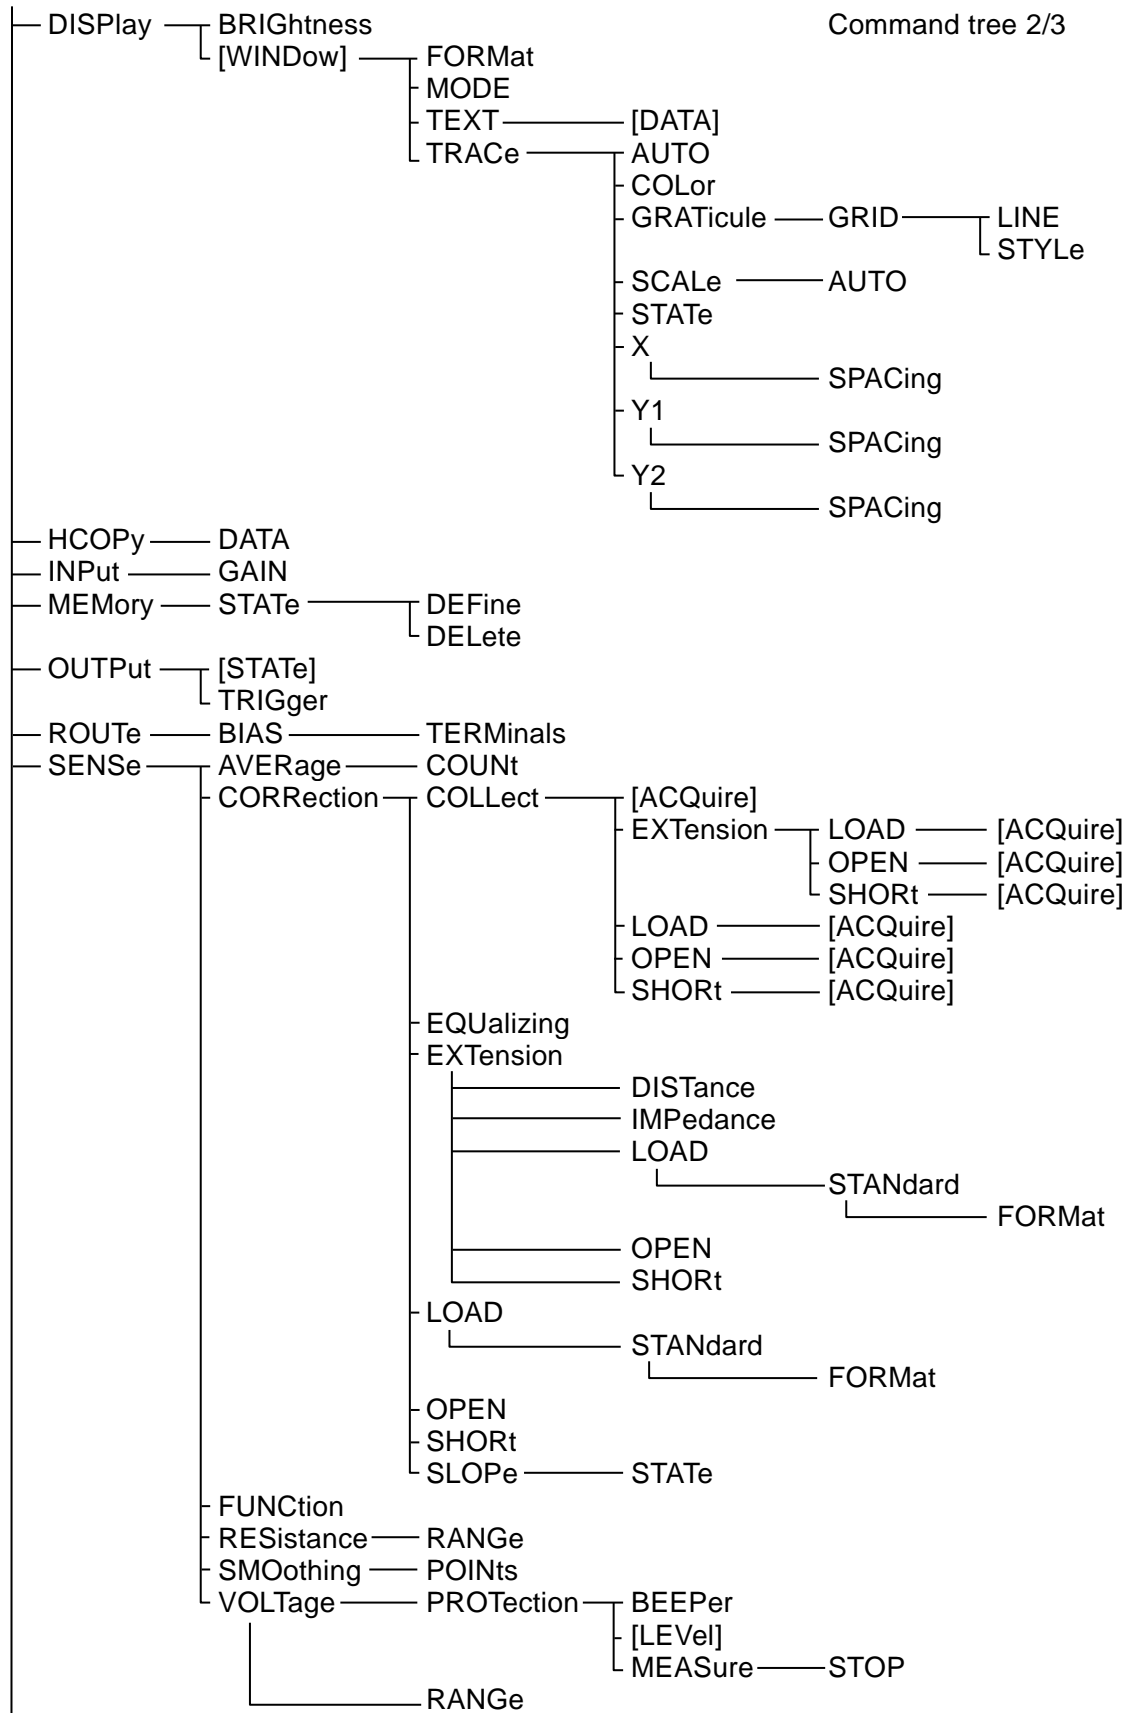 DISPlay BRIGhtness Command tree 2/3
[WINDow] FORMat
MODE
TEXT [DATA]
TRACe AUTO
COLor
GRATicule GRID LINE
STYLe
SCALe AUTO
STATe
X
SPACing
Y1
SPACing
Y2
SPACing
HCOPy DATA
INPut GAIN
MEMory STATe DEFine
DELete
OUTPut [STATe]
TRIGger
ROUTe BIAS TERMinals
SENSe AVERage COUNt
CORRection COLLect [ACQuire]
EXTension LOAD [ACQuire]
OPEN [ACQuire]
SHORt [ACQuire]
LOAD [ACQuire]
OPEN [ACQuire]
SHORt [ACQuire]
EQUalizing
EXTension
DISTance
IMPedance
LOAD
STANdard
FORMat
OPEN
SHORt
LOAD
STANdard
FORMat
OPEN
SHORt
SLOPe STATe
FUNCtion
RESistance RANGe
SMOothing POINts
VOLTage PROTection BEEPer
[LEVel]
MEASure STOP
RANGe